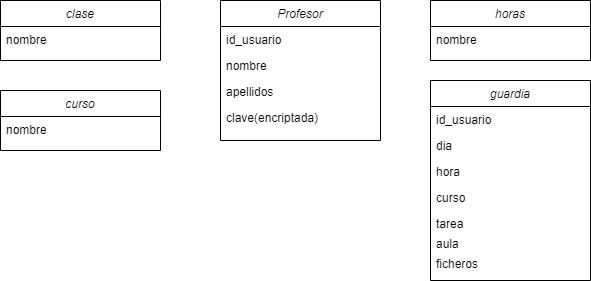 clase
nombre
curso
nombre
Profesor
id_usuario
nombre
apellidos
clave(encriptada)
horas
nombre
guardia
id_usuario
dia
hora
curso
tarea
aula
ficheros